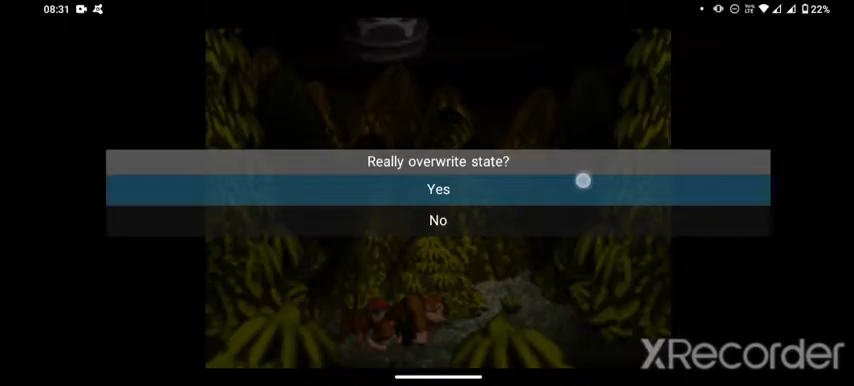 08:31 22%
Really overwrite state?
Yes
No
XRecorder